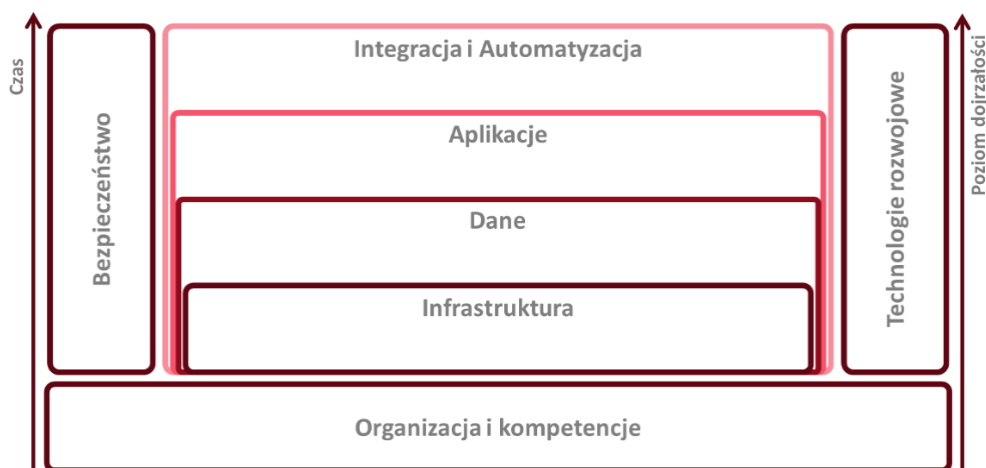 Czas
Bezpieczeństwo
Integracja i Automatyzacja
Aplikacje
Dane
Infrastruktura
Technologie rozwojowe
Poziom dojrzałości
Organizacja i kompetencje